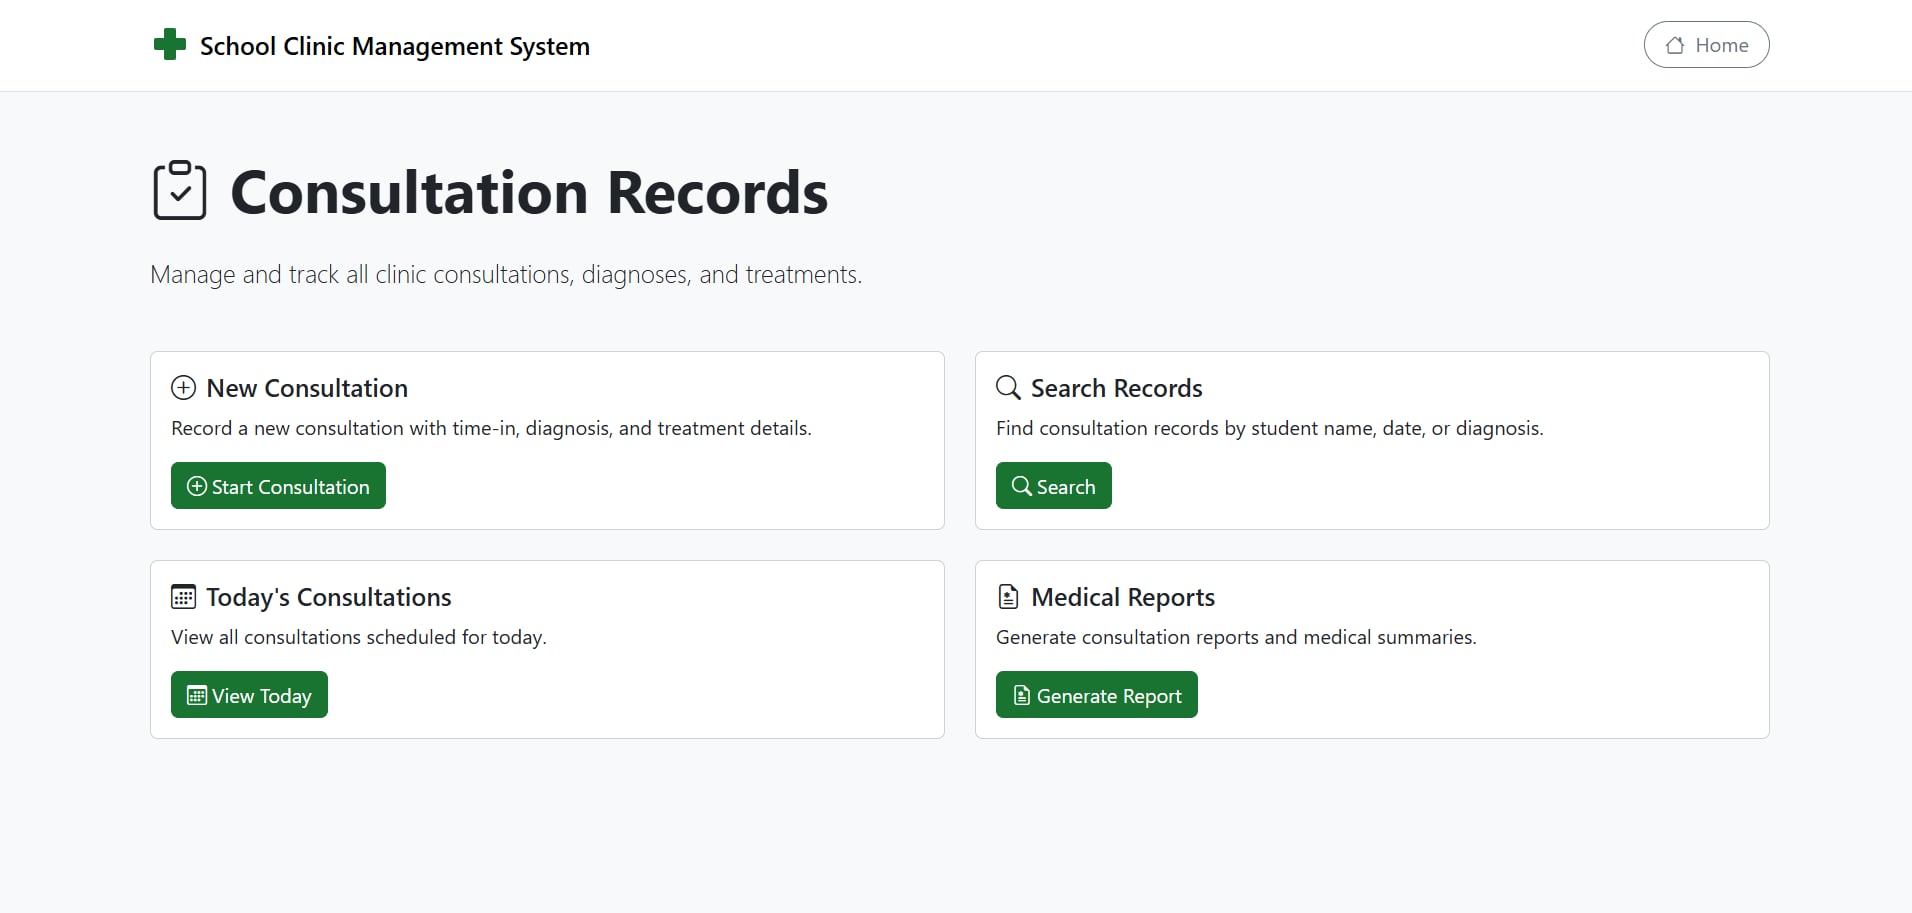 School Clinic Management System
Home
Consultation Records
Manage and track all clinic consultations, diagnoses, and treatments.
New Consultation
Record a new consultation with time-in, diagnosis, and treatment details.
Start Consultation
Search Records
Find consultation records by student name, date, or diagnosis.
Search
Today's Consultations
View all consultations scheduled for today.
View Today
Medical Reports
Generate consultation reports and medical summaries.
Generate Report